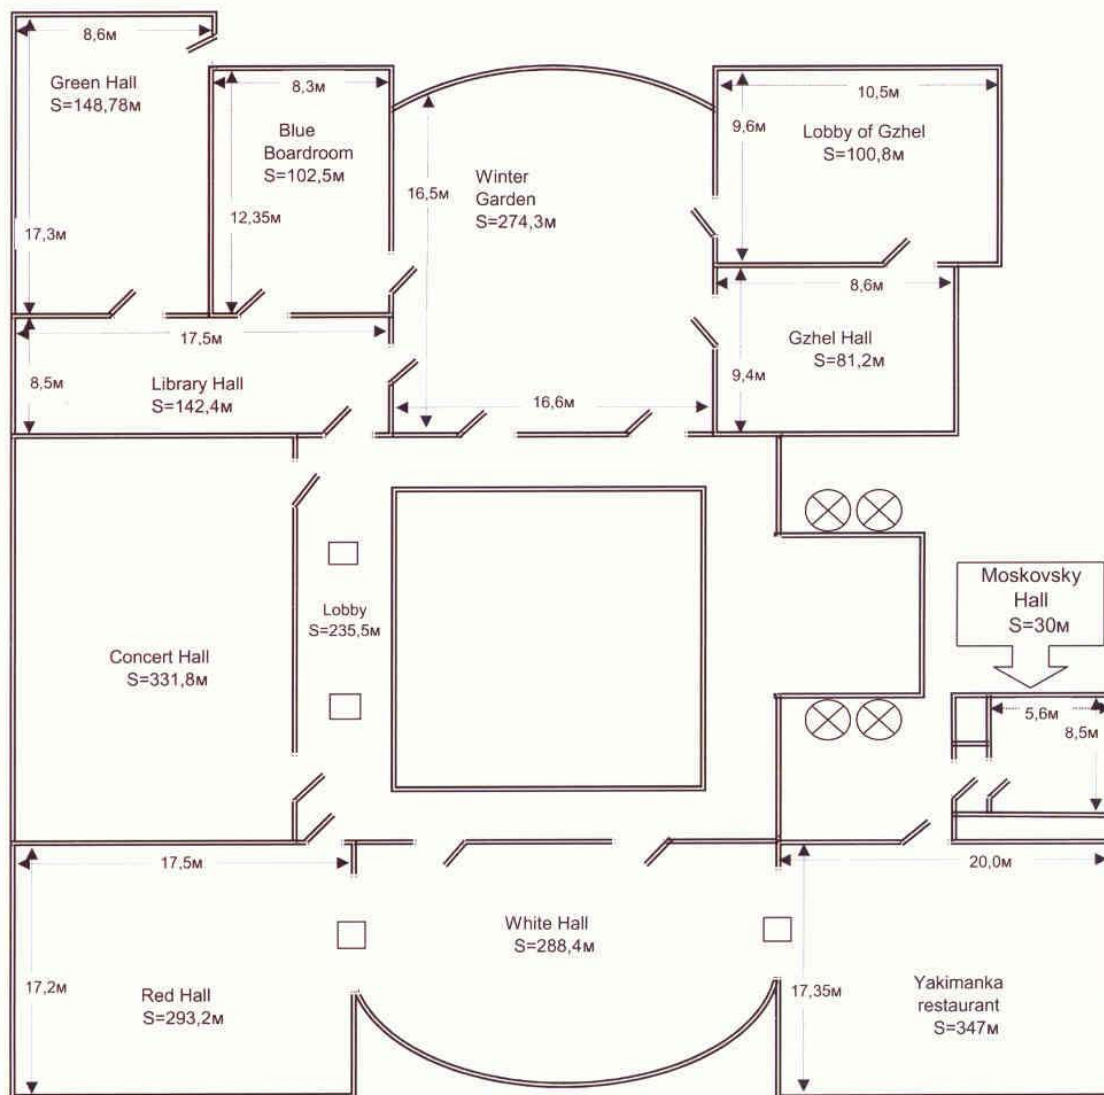 8,6м
Green Hall
S=148,78м
17,3м
8,3м
Blue
Boardroom
S=102,5м
12,35м
16,5м
Winter
Garden
S=274,3м
16,6м
10,5м
9,6м
Lobby of Gzhel
S=100,8м
8,6м
Gzhel Hall
S=81,2м
9,4м
17,5м
8,5м
Library Hall
S=142,4м
Concert Hall
S=331,8м
Lobby
S=235,5м
Moskovsky
Hall
S=30м
5,6м
8,5м
17,5м
17,2м
Red Hall
S=293,2м
White Hall
S=288,4м
20,0м
17,35м
Yakimanka
restaurant
S=347м